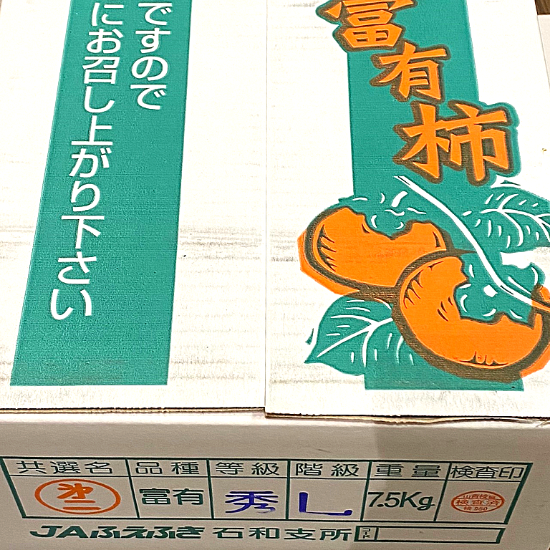 ですので
にお召し上がり下さい
富有柿
共選名 品種 等級 階級 重量 検査印
富有 秀 L 7.5Kg
JAふえふき 石和支所